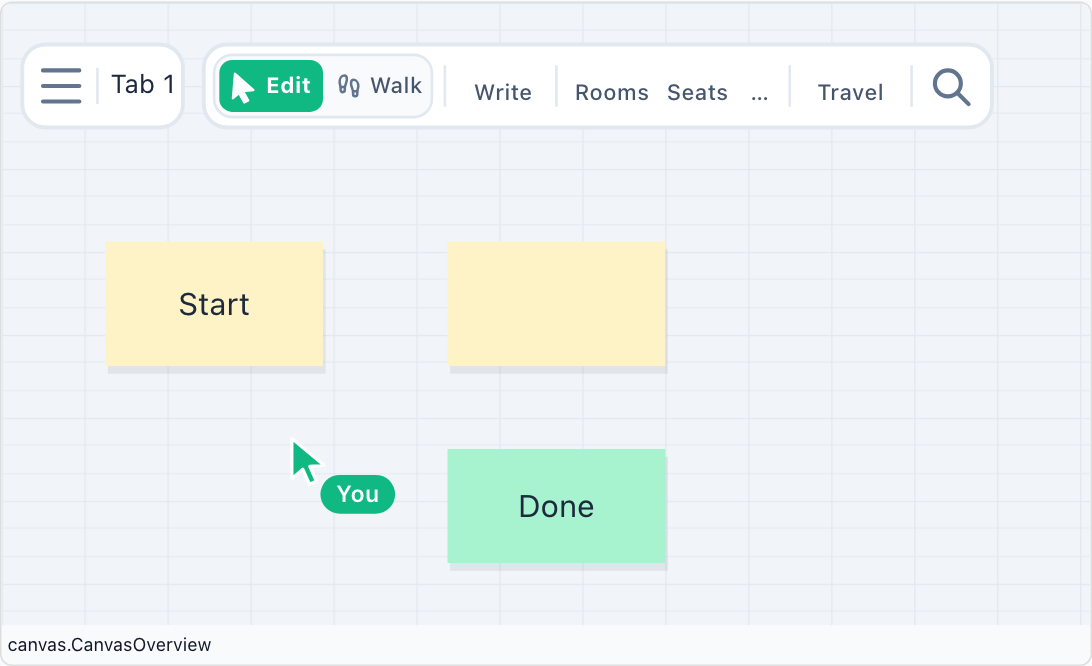 Tab 1
Edit Walk Write Rooms Seats ... Travel
Start
You
Done
canvas.CanvasOverview